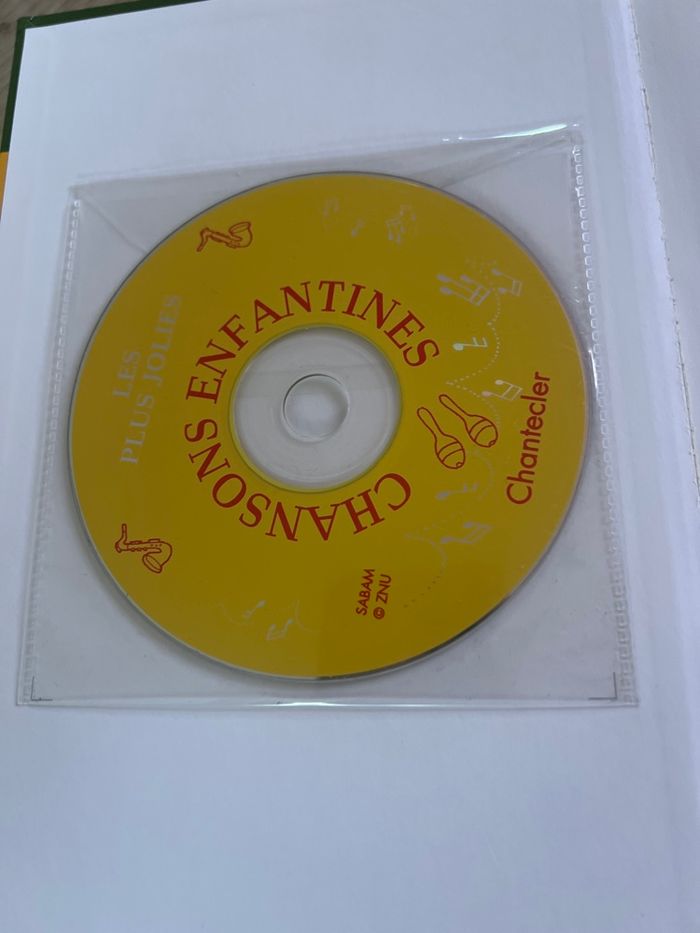 LES
PLUS JOLIES
CHANSONS ENFANTINES
Chantecler
SABAM
© ZNU